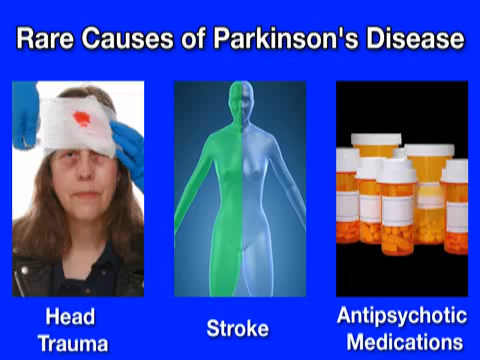 Rare Causes of Parkinson's Disease
Head
Trauma
Stroke
Antipsychotic
Medications